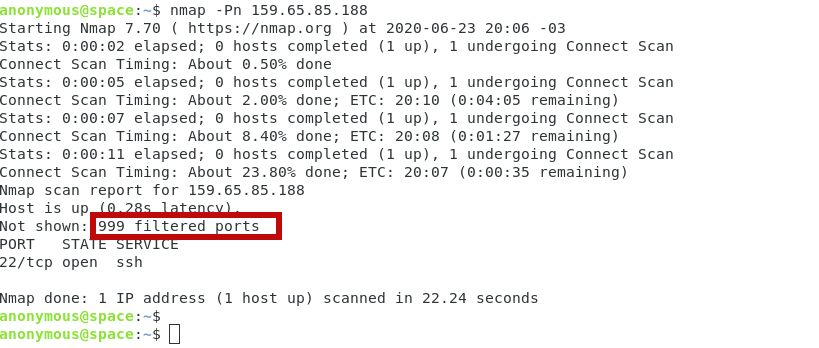 anonymous@space:~$ nmap -Pn 159.65.85.188
Starting Nmap 7.70 ( https://nmap.org ) at 2020-06-23 20:06 -03
Stats: 0:00:02 elapsed; 0 hosts completed (1 up), 1 undergoing Connect Scan
Connect Scan Timing: About 0.50% done
Stats: 0:00:05 elapsed; 0 hosts completed (1 up), 1 undergoing Connect Scan
Connect Scan Timing: About 2.00% done; ETC: 20:10 (0:04:05 remaining)
Stats: 0:00:07 elapsed; 0 hosts completed (1 up), 1 undergoing Connect Scan
Connect Scan Timing: About 8.40% done; ETC: 20:08 (0:01:27 remaining)
Stats: 0:00:11 elapsed; 0 hosts completed (1 up), 1 undergoing Connect Scan
Connect Scan Timing: About 23.80% done; ETC: 20:07 (0:00:35 remaining)
Nmap scan report for 159.65.85.188
Host is up (0.28s latency).
Not shown: 999 filtered ports
PORT   STATE SERVICE
22/tcp open  ssh
Nmap done: 1 IP address (1 host up) scanned in 22.24 seconds
anonymous@space:~$
anonymous@space:~$